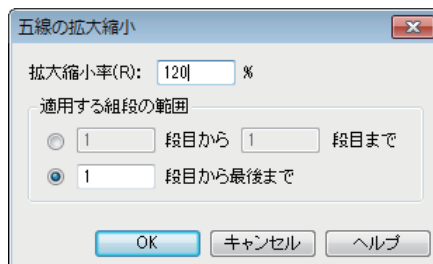 五線の拡大縮小
拡大縮小率(R): 120 %
適用する組段の範囲
1 段目から 1 段目まで
1 段目から最後まで
OK キャンセル ヘルプ